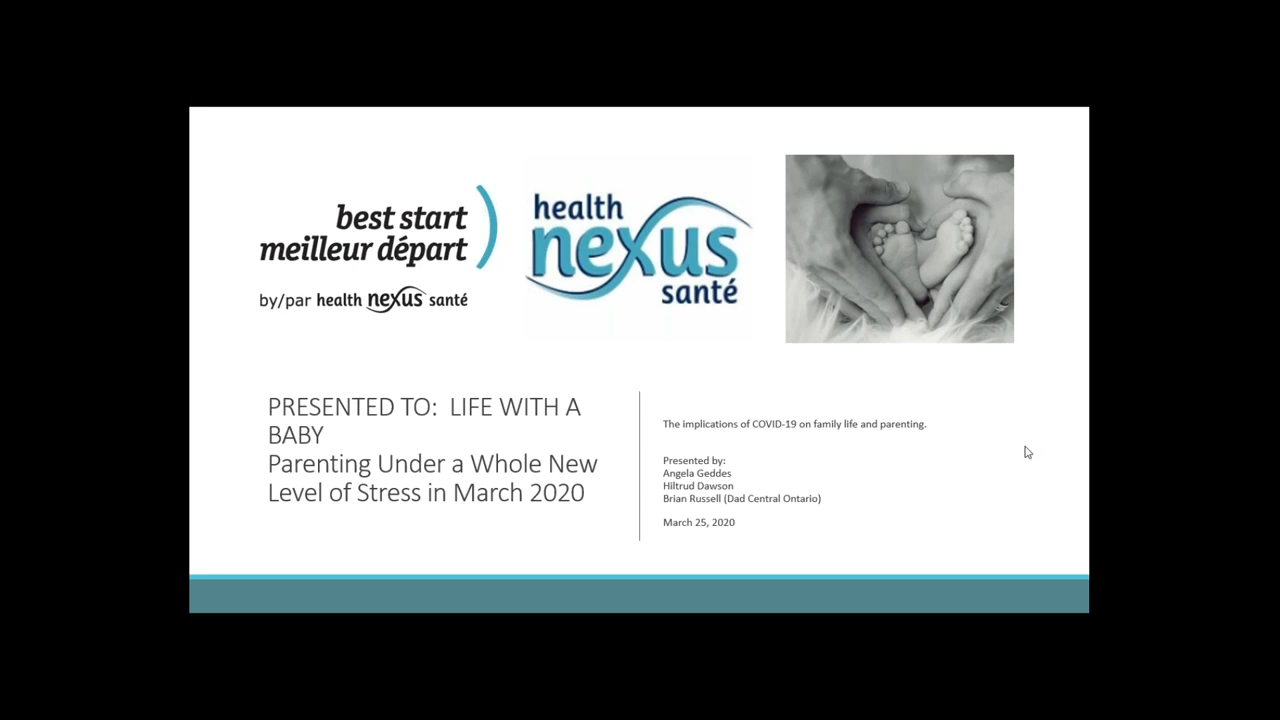 best start
meilleur départ
by/par health nexus santé
health
nexus
santé
PRESENTED TO: LIFE WITH A
BABY
Parenting Under a Whole New
Level of Stress in March 2020
The implications of COVID-19 on family life and parenting.
Presented by:
Angela Geddes
Hiltrud Dawson
Brian Russell (Dad Central Ontario)
March 25, 2020